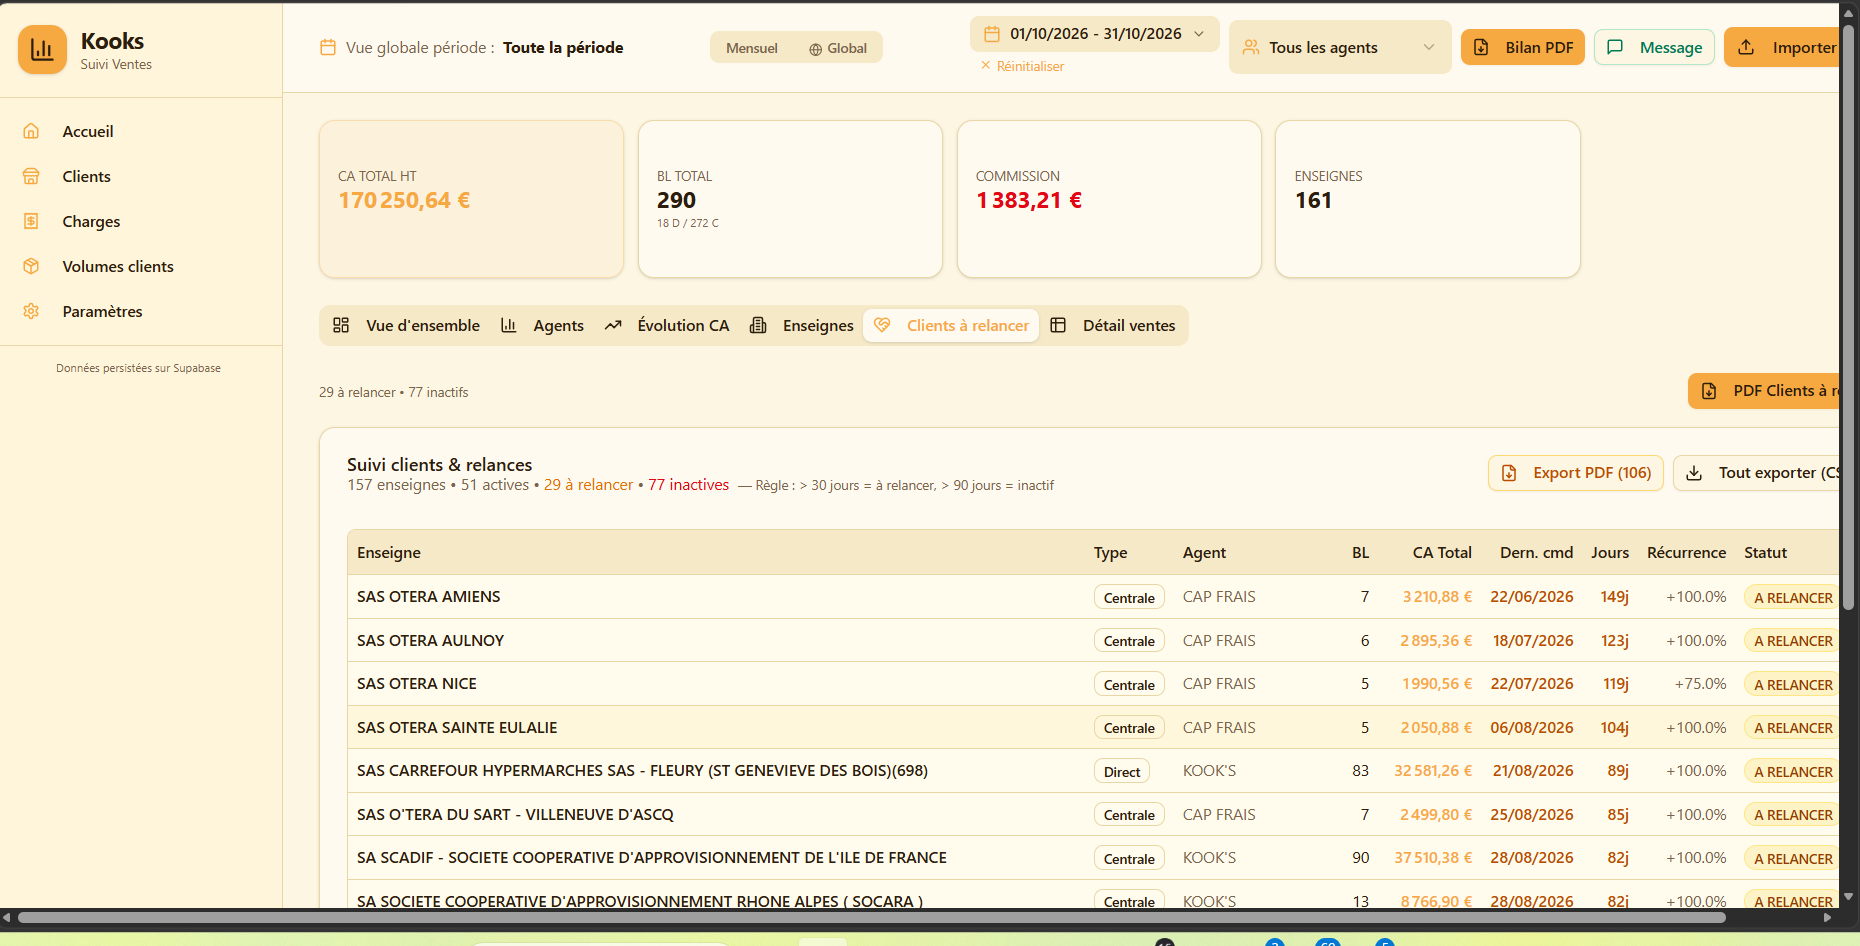 Kooks
Suivi Ventes
Accueil
Clients
Charges
Volumes clients
Paramètres
Données persistées sur Supabase
Vue globale période : Toute la période
Mensuel Global
01/10/2026 - 31/10/2026
Réinitialiser
Tous les agents
Bilan PDF
Message
Importer
CA TOTAL HT
170 250,64 €
BL TOTAL
290
18 D / 272 C
COMMISSION
1 383,21 €
ENSEIGNES
161
Vue d'ensemble Agents Évolution CA Enseignes Clients à relancer Détail ventes
29 à relancer • 77 inactifs
PDF Clients à re
Suivi clients & relances
157 enseignes • 51 actives • 29 à relancer • 77 inactives — Règle : > 30 jours = à relancer, > 90 jours = inactif
Export PDF (106)
Tout exporter (CS
Enseigne Type Agent BL CA Total Dern. cmd Jours Récurrence Statut
SAS OTERA AMIENS Centrale CAP FRAIS 7 3 210,88 € 22/06/2026 149j +100.0% A RELANCER
SAS OTERA AULNOY Centrale CAP FRAIS 6 2 895,36 € 18/07/2026 123j +100.0% A RELANCER
SAS OTERA NICE Centrale CAP FRAIS 5 1 990,56 € 22/07/2026 119j +75.0% A RELANCER
SAS OTERA SAINTE EULALIE Centrale CAP FRAIS 5 2 050,88 € 06/08/2026 104j +100.0% A RELANCER
SAS CARREFOUR HYPERMARCHES SAS - FLEURY (ST GENEVIEVE DES BOIS)(698) Direct KOOK'S 83 32 581,26 € 21/08/2026 89j +100.0% A RELANCER
SAS O'TERA DU SART - VILLENEUVE D'ASCQ Centrale CAP FRAIS 7 2 499,80 € 25/08/2026 85j +100.0% A RELANCER
SA SCADIF - SOCIETE COOPERATIVE D'APPROVISIONNEMENT DE L'ILE DE FRANCE Centrale KOOK'S 90 37 510,38 € 28/08/2026 82j +100.0% A RELANCER
SA SOCIETE COOPERATIVE D'APPROVISIONNEMENT RHONE ALPES ( SOCARA ) Centrale KOOK'S 13 8 766,90 € 28/08/2026 82j +100.0% A RELANCER